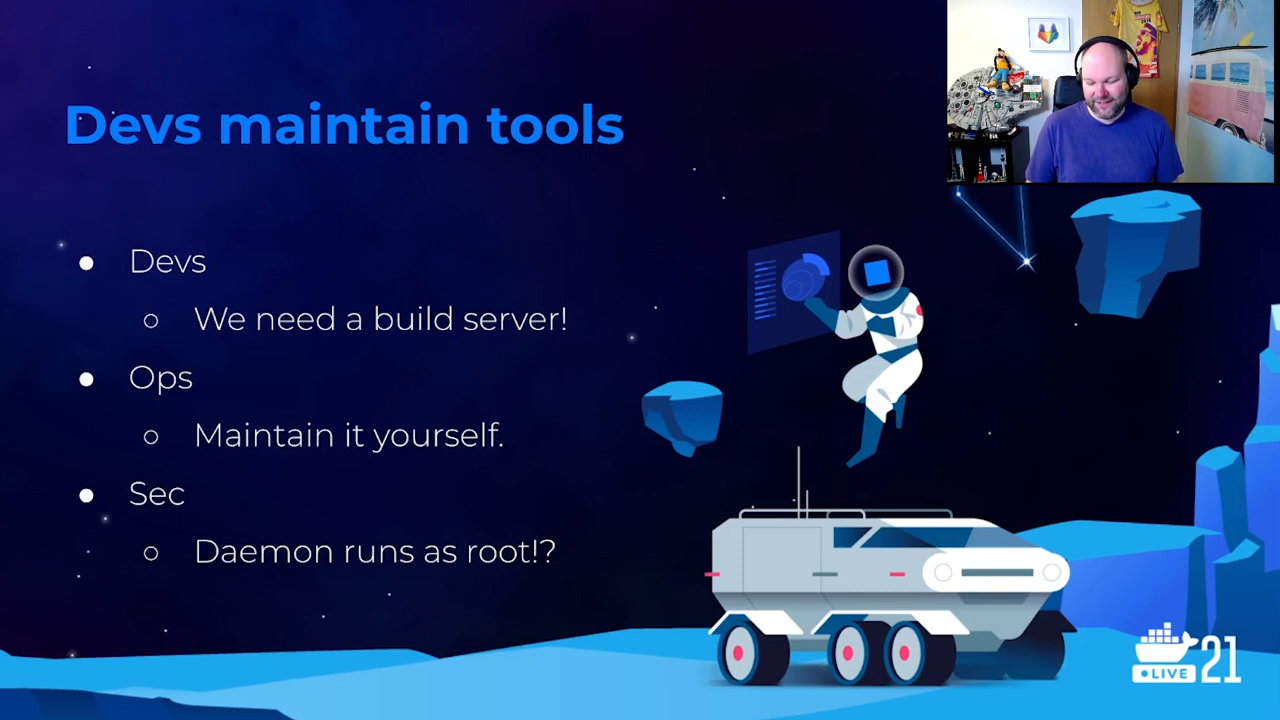 Devs maintain tools
● Devs
○ We need a build server!
● Ops
○ Maintain it yourself.
● Sec
○ Daemon runs as root!?
LIVE 21